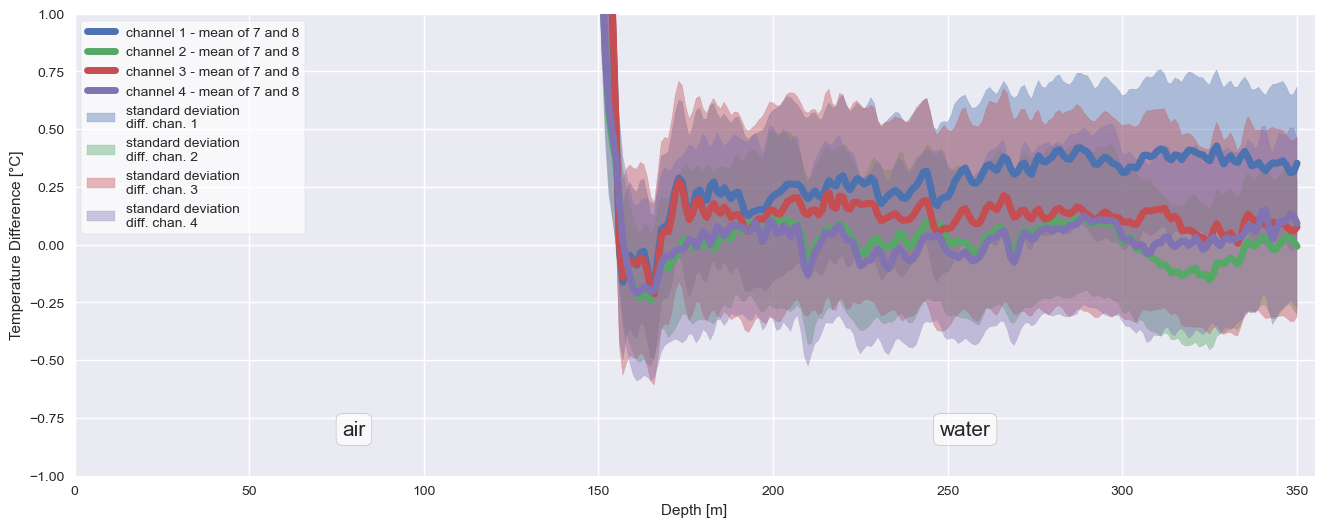 1.00
0.75
0.50
0.25
0.00
−0.25
−0.50
−0.75
−1.00
Temperature Difference [°C]
channel 1 - mean of 7 and 8
channel 2 - mean of 7 and 8
channel 3 - mean of 7 and 8
channel 4 - mean of 7 and 8
standard deviation
diff. chan. 1
standard deviation
diff. chan. 2
standard deviation
diff. chan. 3
standard deviation
diff. chan. 4
air
water
0 50 100 150 200 250 300 350
Depth [m]